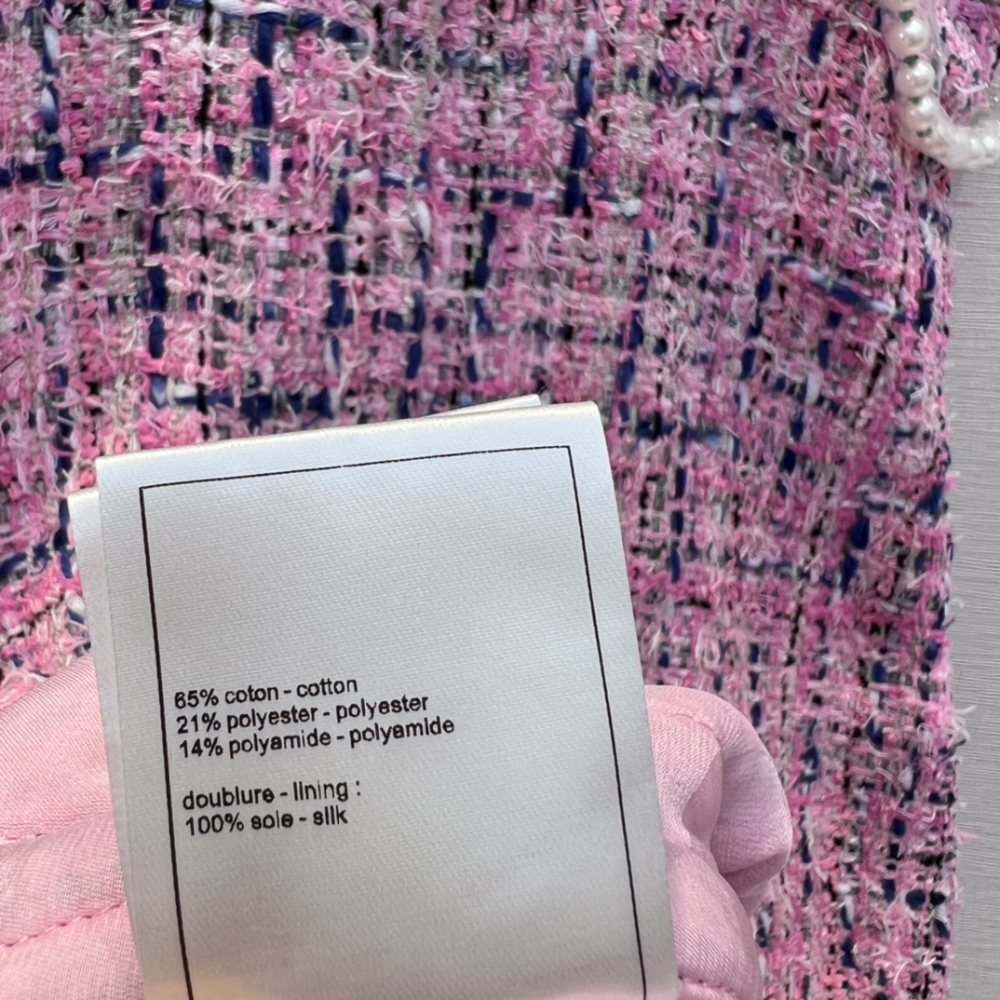 65% coton - cotton
21% polyester - polyester
14% polyamide - polyamide
doublure - lining :
100% soie - silk